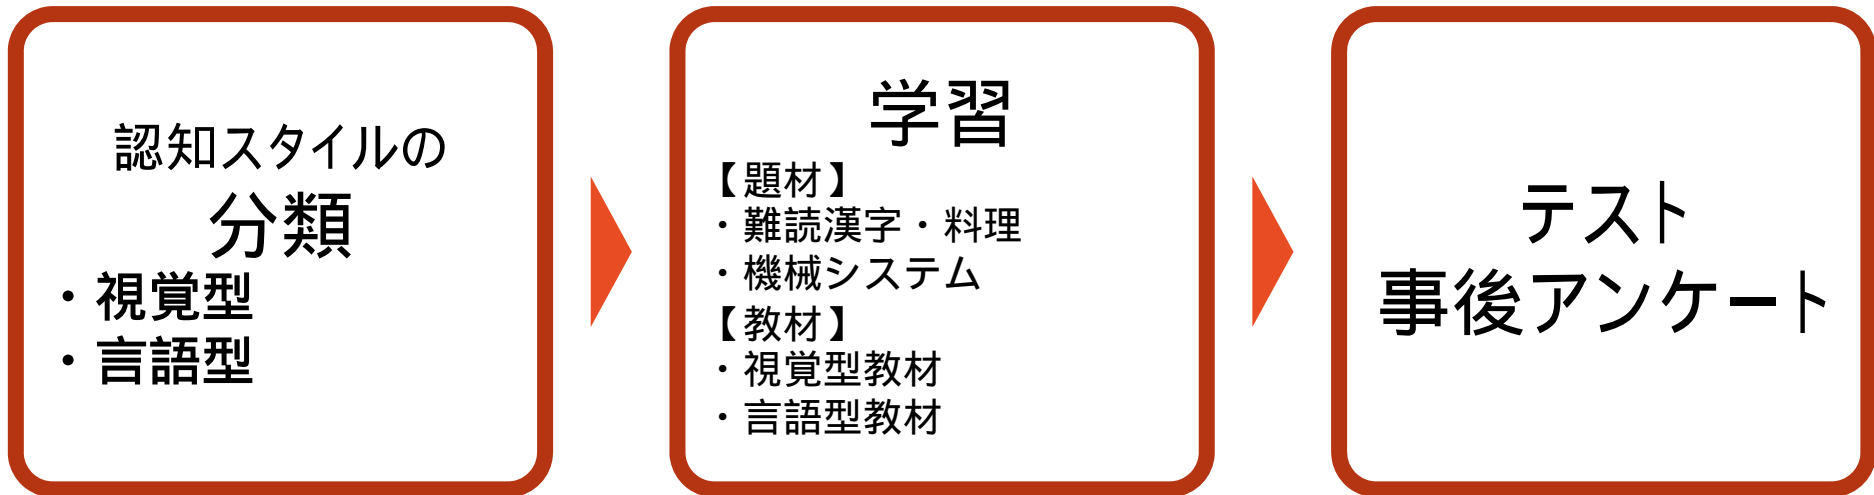 認知スタイルの
分類
・視覚型
・言語型
学習
【題材】
・難読漢字・料理
・機械システム
【教材】
・視覚型教材
・言語型教材
テスト
事後アンケート